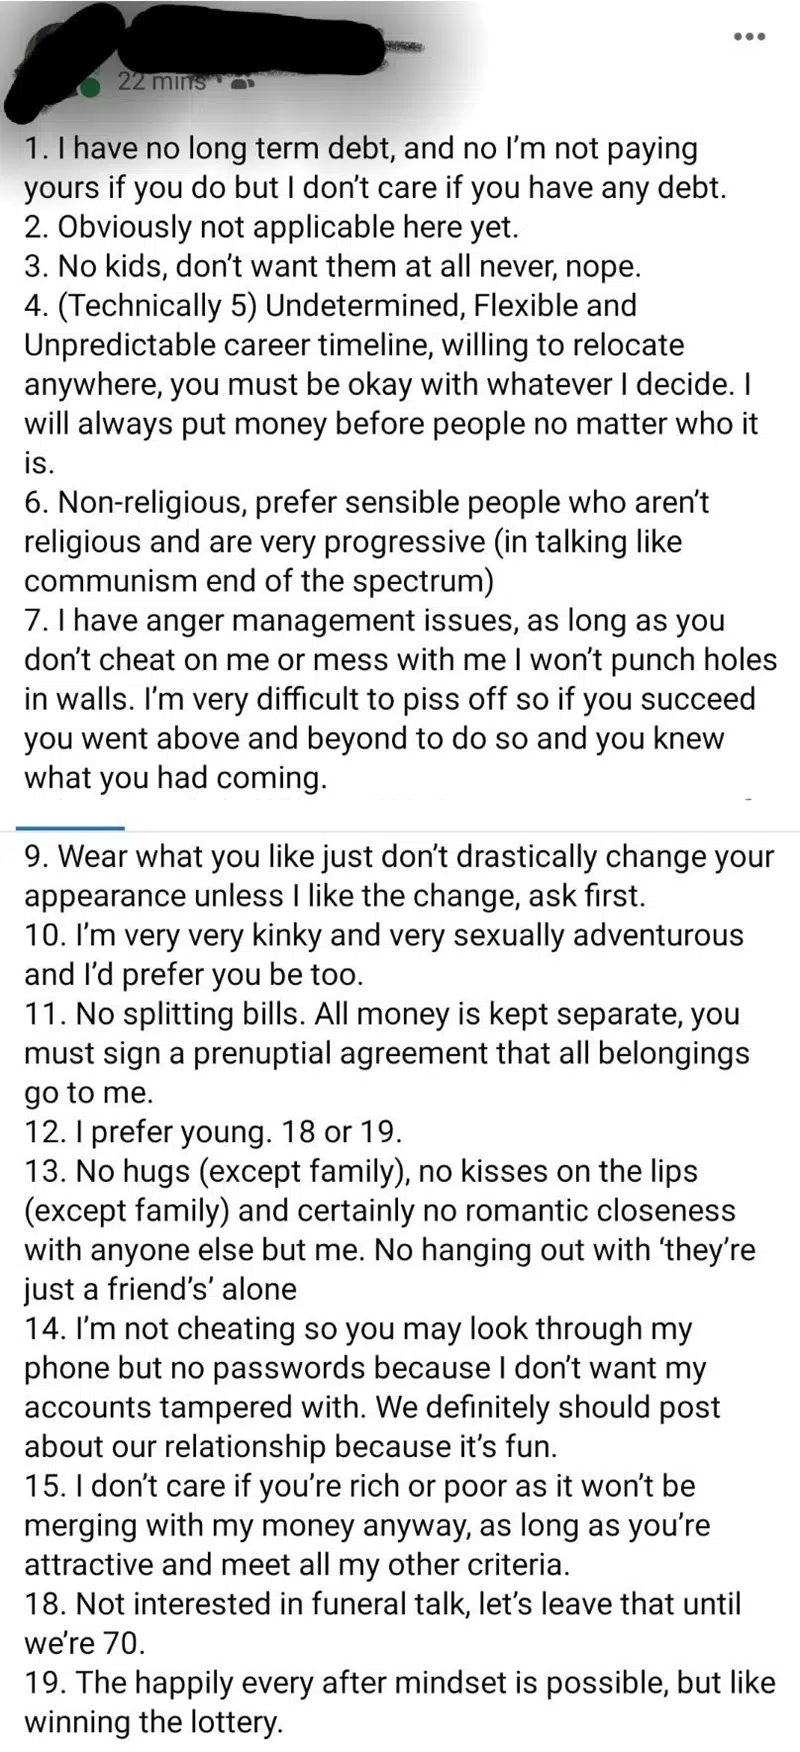 22 mins
1. I have no long term debt, and no I'm not paying
yours if you do but I don't care if you have any debt.
2. Obviously not applicable here yet.
3. No kids, don't want them at all never, nope.
4. (Technically 5) Undetermined, Flexible and
Unpredictable career timeline, willing to relocate
anywhere, you must be okay with whatever I decide. I
will always put money before people no matter who it
is.
6. Non-religious, prefer sensible people who aren't
religious and are very progressive (in talking like
communism end of the spectrum)
7. I have anger management issues, as long as you
don't cheat on me or mess with me I won't punch holes
in walls. I'm very difficult to piss off so if you succeed
you went above and beyond to do so and you knew
what you had coming.
9. Wear what you like just don't drastically change your
appearance unless I like the change, ask first.
10. I'm very very kinky and very sexually adventurous
and I'd prefer you be too.
11. No splitting bills. All money is kept separate, you
must sign a prenuptial agreement that all belongings
go to me.
12. I prefer young. 18 or 19.
13. No hugs (except family), no kisses on the lips
(except family) and certainly no romantic closeness
with anyone else but me. No hanging out with ‘they're
just a friend's’ alone
14. I'm not cheating so you may look through my
phone but no passwords because I don't want my
accounts tampered with. We definitely should post
about our relationship because it's fun.
15. I don't care if you're rich or poor as it won't be
merging with my money anyway, as long as you're
attractive and meet all my other criteria.
18. Not interested in funeral talk, let's leave that until
we're 70.
19. The happily every after mindset is possible, but like
winning the lottery.